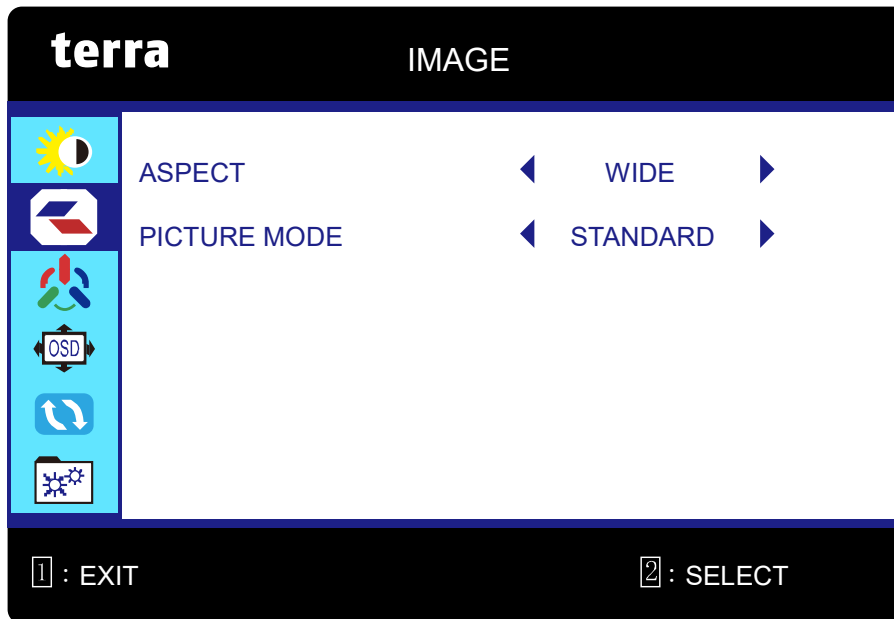 terra IMAGE
ASPECT WIDE
PICTURE MODE STANDARD
OSD
1 : EXIT 2 : SELECT